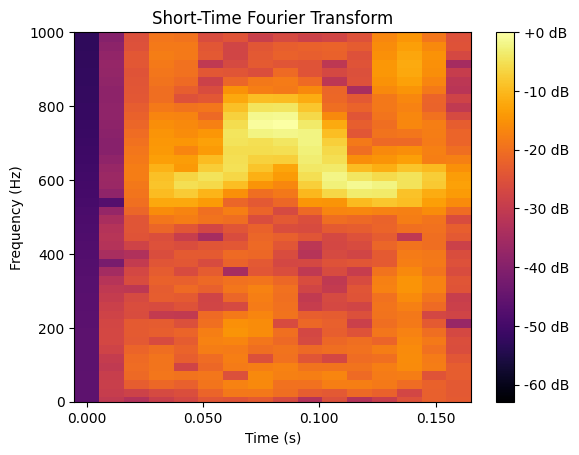 Short-Time Fourier Transform
1000
800
600
400
200
0
Frequency (Hz)
0.000
0.050
0.100
0.150
Time (s)
+0 dB
-10 dB
-20 dB
-30 dB
-40 dB
-50 dB
-60 dB